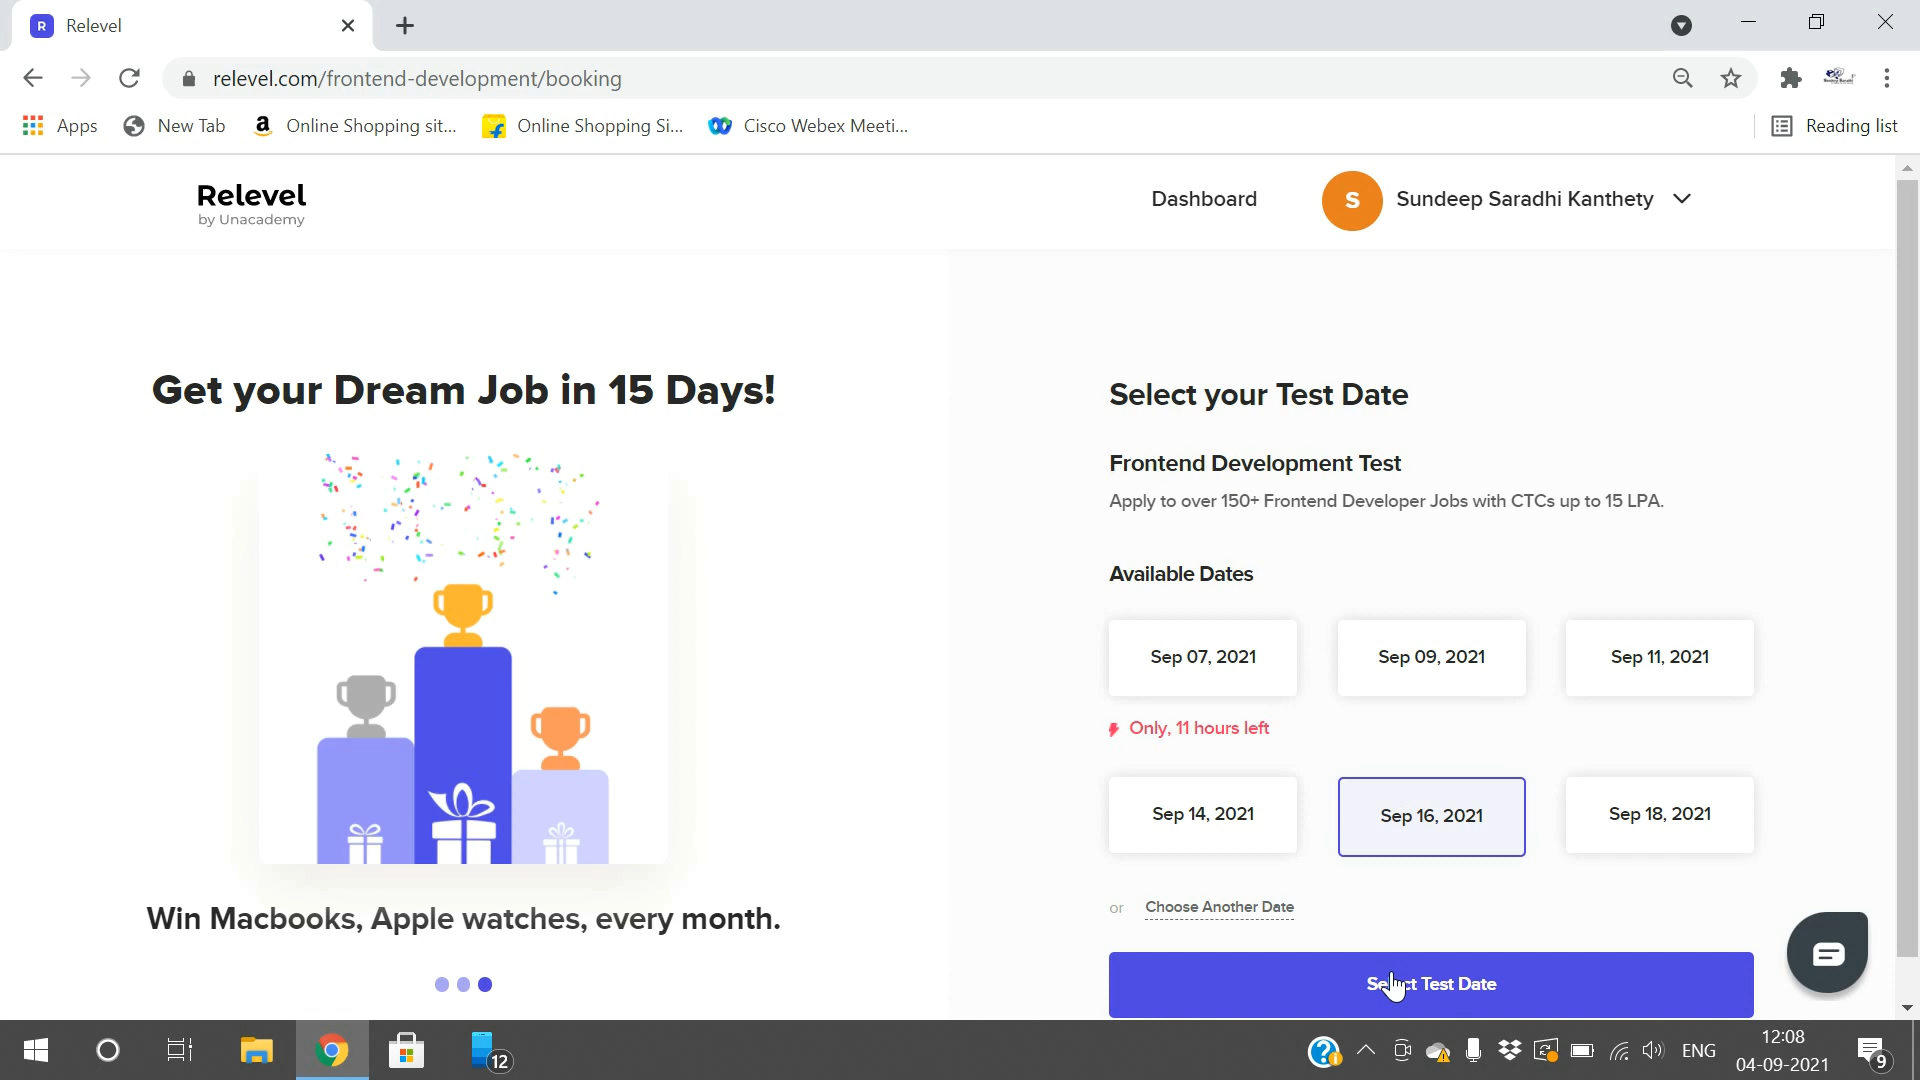 R Relevel
relevel.com/frontend-development/booking
Apps New Tab Online Shopping sit... Online Shopping Si... Cisco Webex Meeti... Reading list
Relevel
by Unacademy
Dashboard S Sundeep Saradhi Kanthety
Get your Dream Job in 15 Days!
Win Macbooks, Apple watches, every month.
Select your Test Date
Frontend Development Test
Apply to over 150+ Frontend Developer Jobs with CTCs up to 15 LPA.
Available Dates
Sep 07, 2021 Sep 09, 2021 Sep 11, 2021
Only, 11 hours left
Sep 14, 2021 Sep 16, 2021 Sep 18, 2021
or Choose Another Date
Select Test Date
12 ENG 12:08
04-09-2021 9